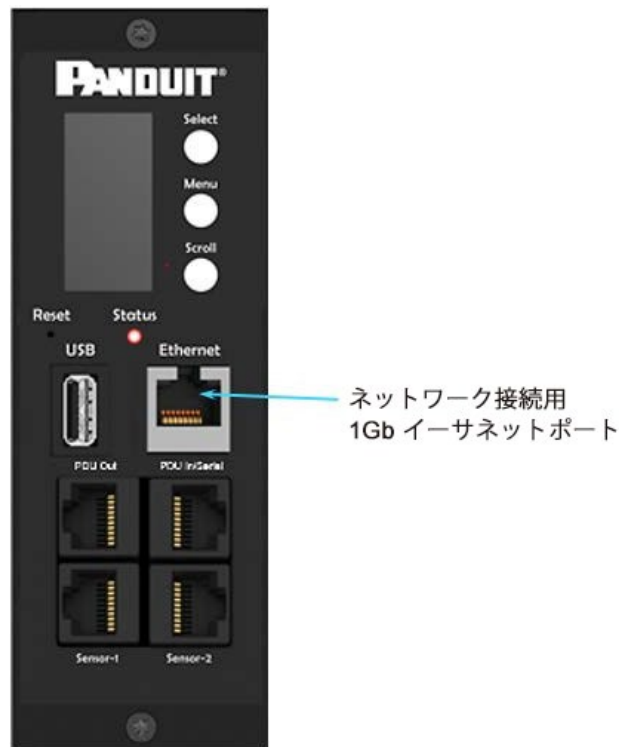 PANDUIT®
Select
Menu
Scroll
Reset
Status
USB
Ethernet
ネットワーク接続用
1Gb イーサネットポート
PDU Out
PDU In/Serial
Sensor-1
Sensor-2